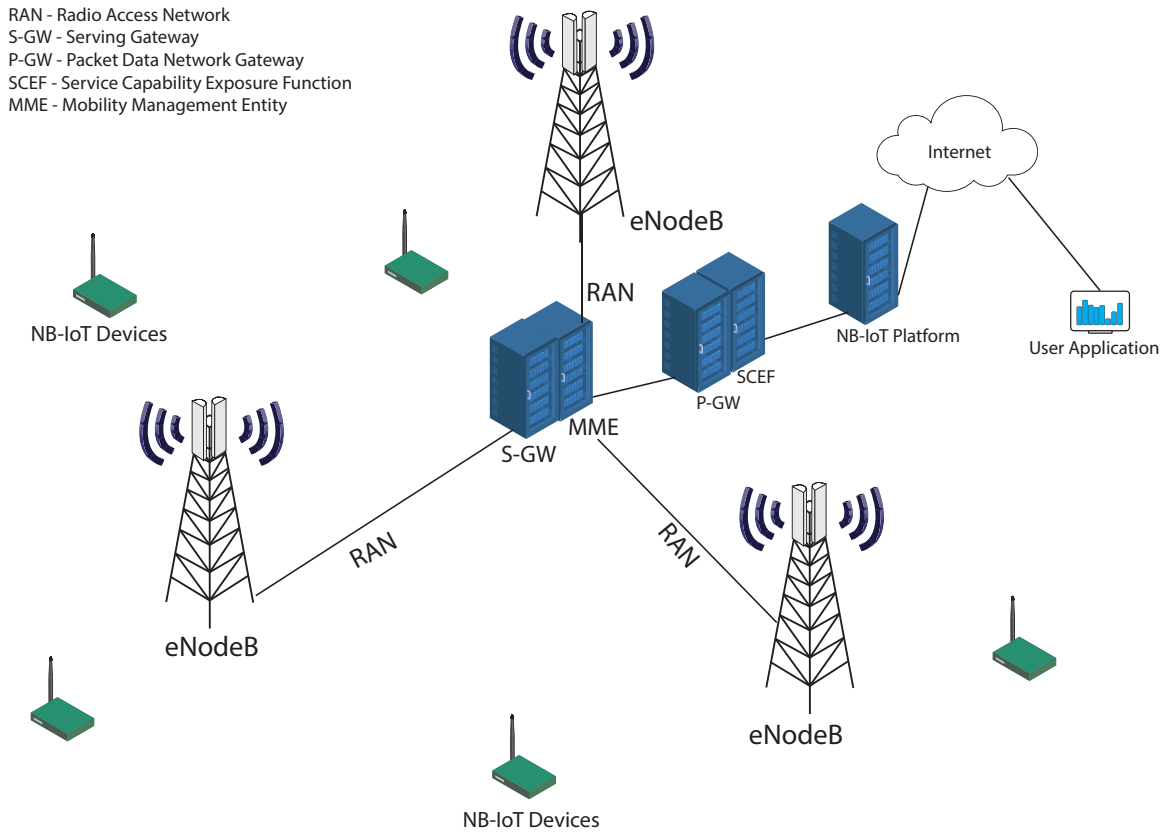 RAN - Radio Access Network
S-GW - Serving Gateway
P-GW - Packet Data Network Gateway
SCEF - Service Capability Exposure Function
MME - Mobility Management Entity
Internet
eNodeB
RAN
NB-IoT Devices
NB-IoT Platform
User Application
SCEF
P-GW
MME
S-GW
RAN
RAN
eNodeB
eNodeB
NB-IoT Devices